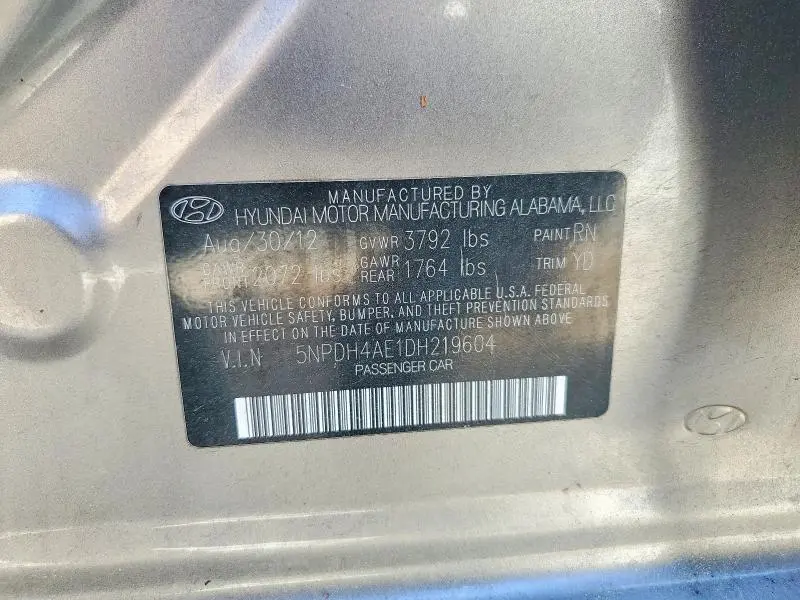 MANUFACTURED BY
HYUNDAI MOTOR MANUFACTURING ALABAMA, LLC
Aug/30/12 GVWR 3792 lbs PAINT RN
GAWR FRONT 2072 lbs GAWR REAR 1764 lbs TRIM YD
THIS VEHICLE CONFORMS TO ALL APPLICABLE U.S.A. FEDERAL
MOTOR VEHICLE SAFETY, BUMPER, AND THEFT PREVENTION STANDARDS
IN EFFECT ON THE DATE OF MANUFACTURE SHOWN ABOVE
V.I.N 5NPDH4AE1DH219604
PASSENGER CAR